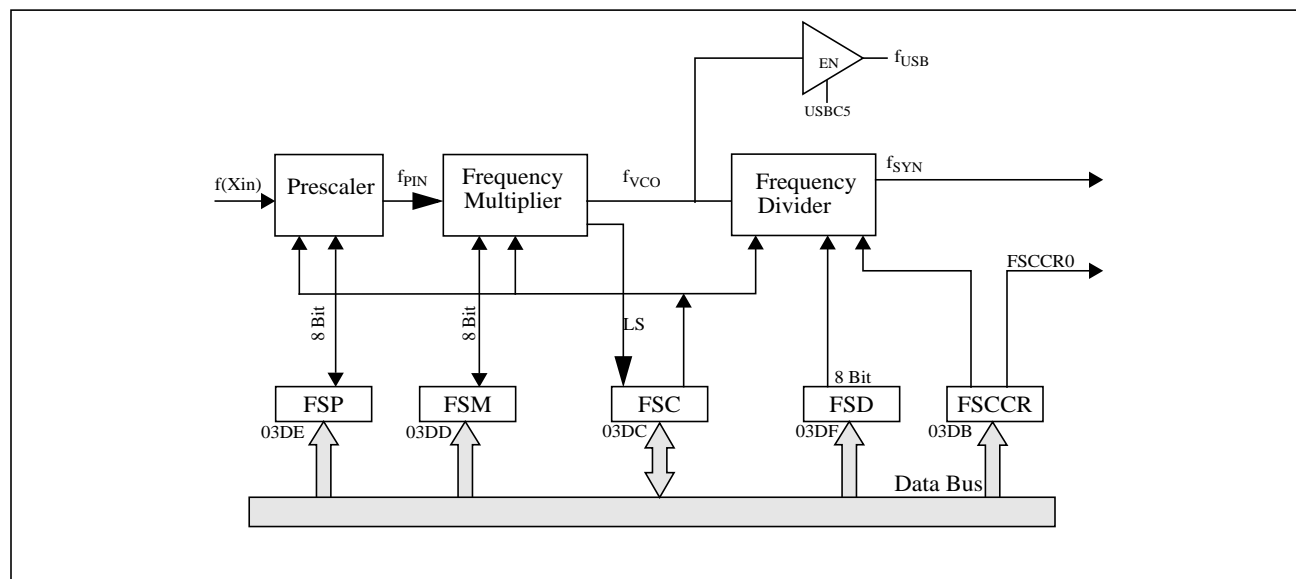 EN
fUSB
USBC5
f(Xin)
Prescaler
fPIN
Frequency
Multiplier
fVCO
Frequency
Divider
fSYN
FSCCR0
8 Bit
8 Bit
LS
8 Bit
FSP
FSM
FSC
FSD
FSCCR
03DE
03DD
03DC
03DF
03DB
Data Bus